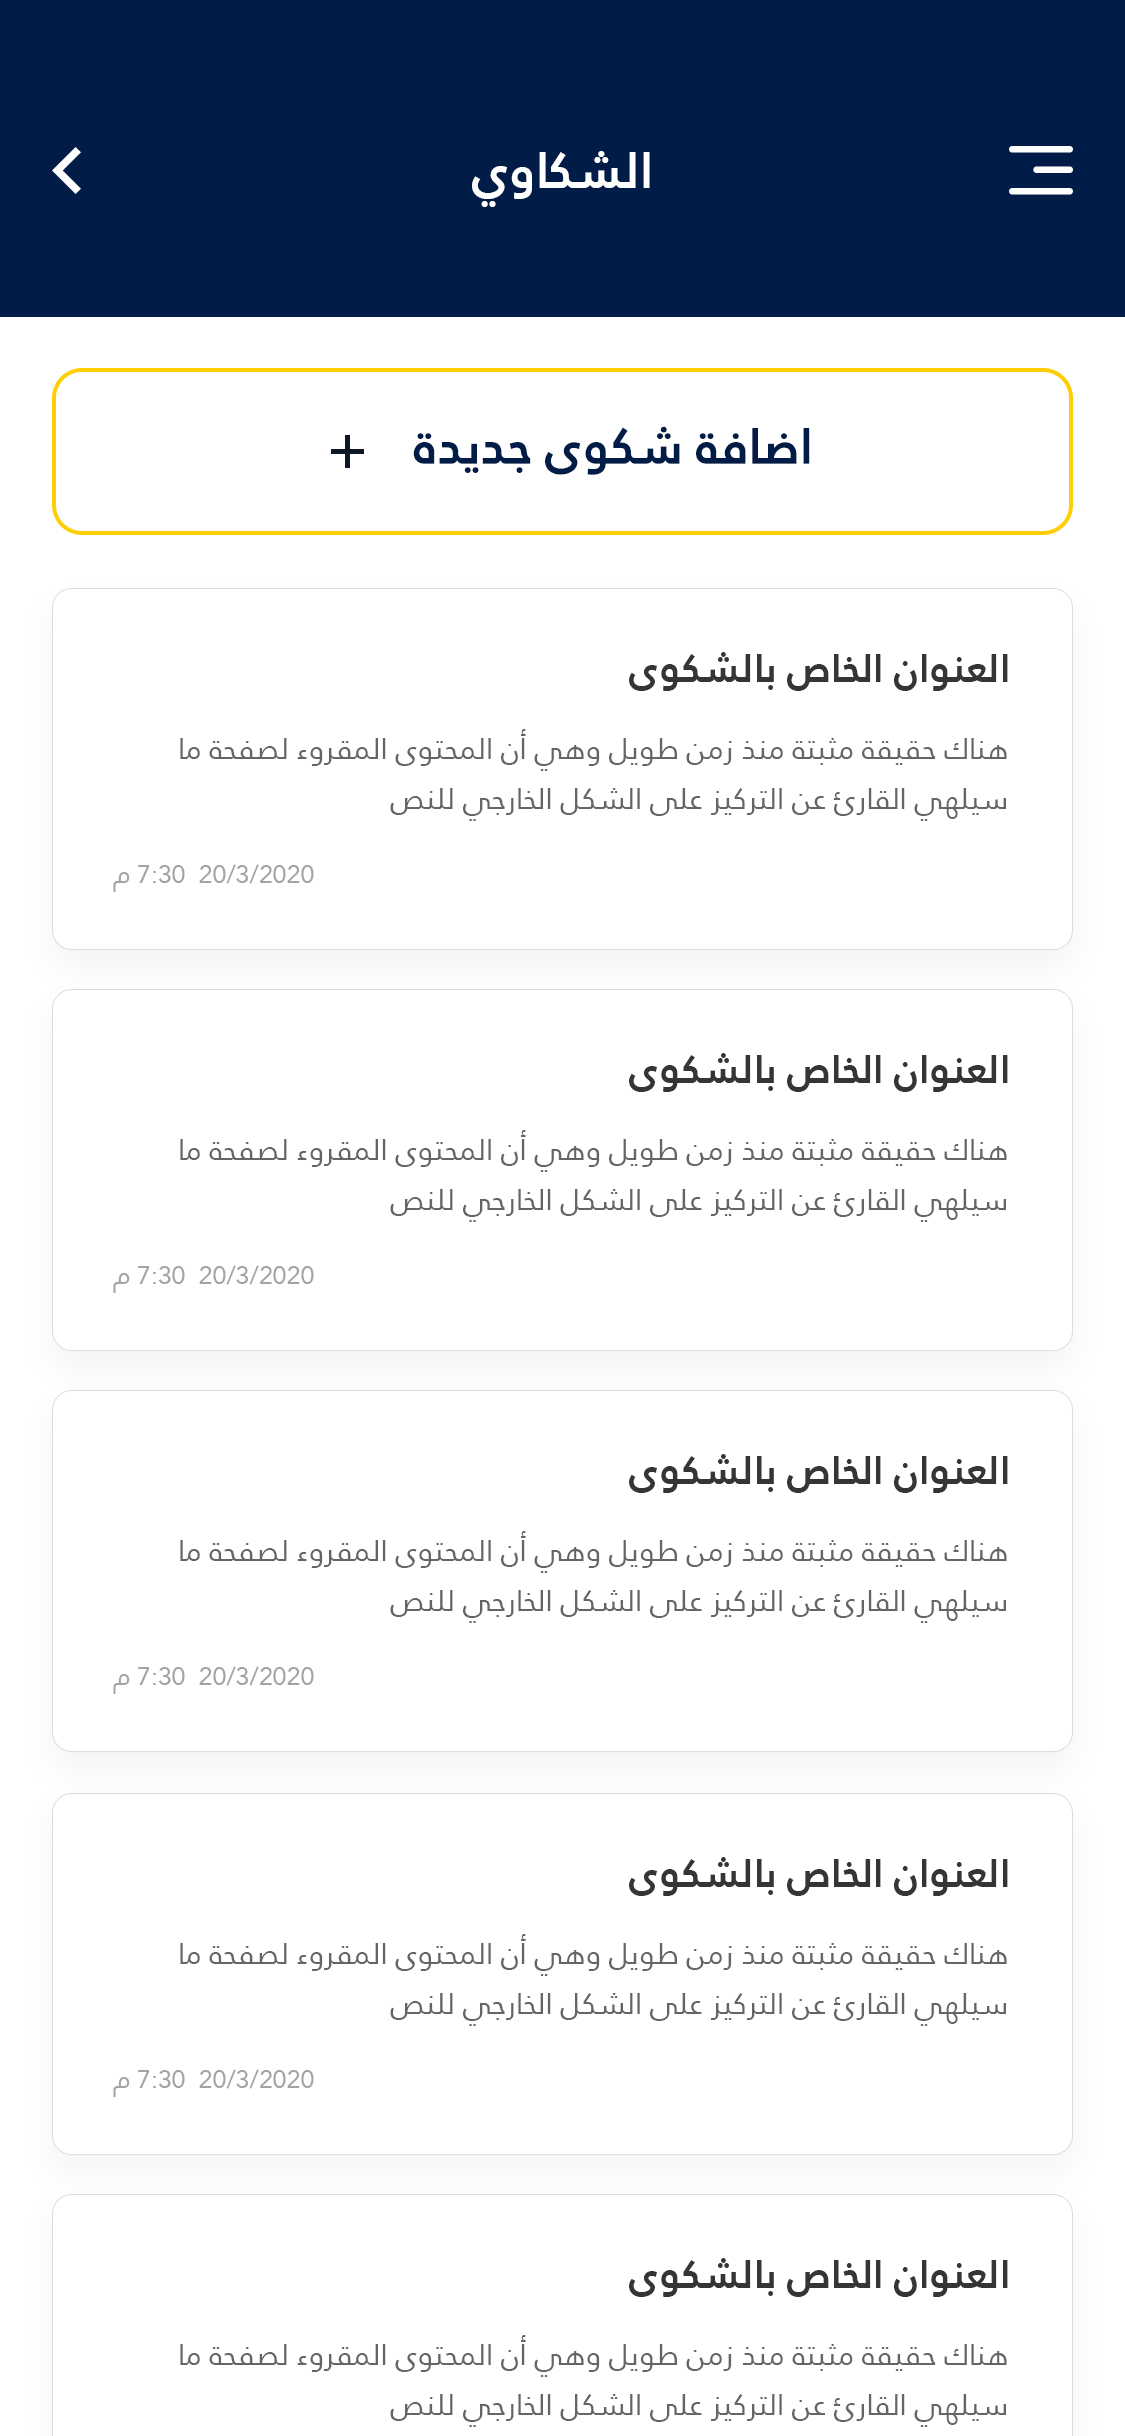 الشكاوي
اضافة شكوى جديدة +
العنوان الخاص بالشكوى
هناك حقيقة مثبتة منذ زمن طويل وهي أن المحتوى المقروء لصفحة ما
سيلهي القارئ عن التركيز على الشكل الخارجي للنص
20/3/2020 7:30 م
العنوان الخاص بالشكوى
هناك حقيقة مثبتة منذ زمن طويل وهي أن المحتوى المقروء لصفحة ما
سيلهي القارئ عن التركيز على الشكل الخارجي للنص
20/3/2020 7:30 م
العنوان الخاص بالشكوى
هناك حقيقة مثبتة منذ زمن طويل وهي أن المحتوى المقروء لصفحة ما
سيلهي القارئ عن التركيز على الشكل الخارجي للنص
20/3/2020 7:30 م
العنوان الخاص بالشكوى
هناك حقيقة مثبتة منذ زمن طويل وهي أن المحتوى المقروء لصفحة ما
سيلهي القارئ عن التركيز على الشكل الخارجي للنص
20/3/2020 7:30 م
العنوان الخاص بالشكوى
هناك حقيقة مثبتة منذ زمن طويل وهي أن المحتوى المقروء لصفحة ما
سيلهي القارئ عن التركيز على الشكل الخارجي للنص